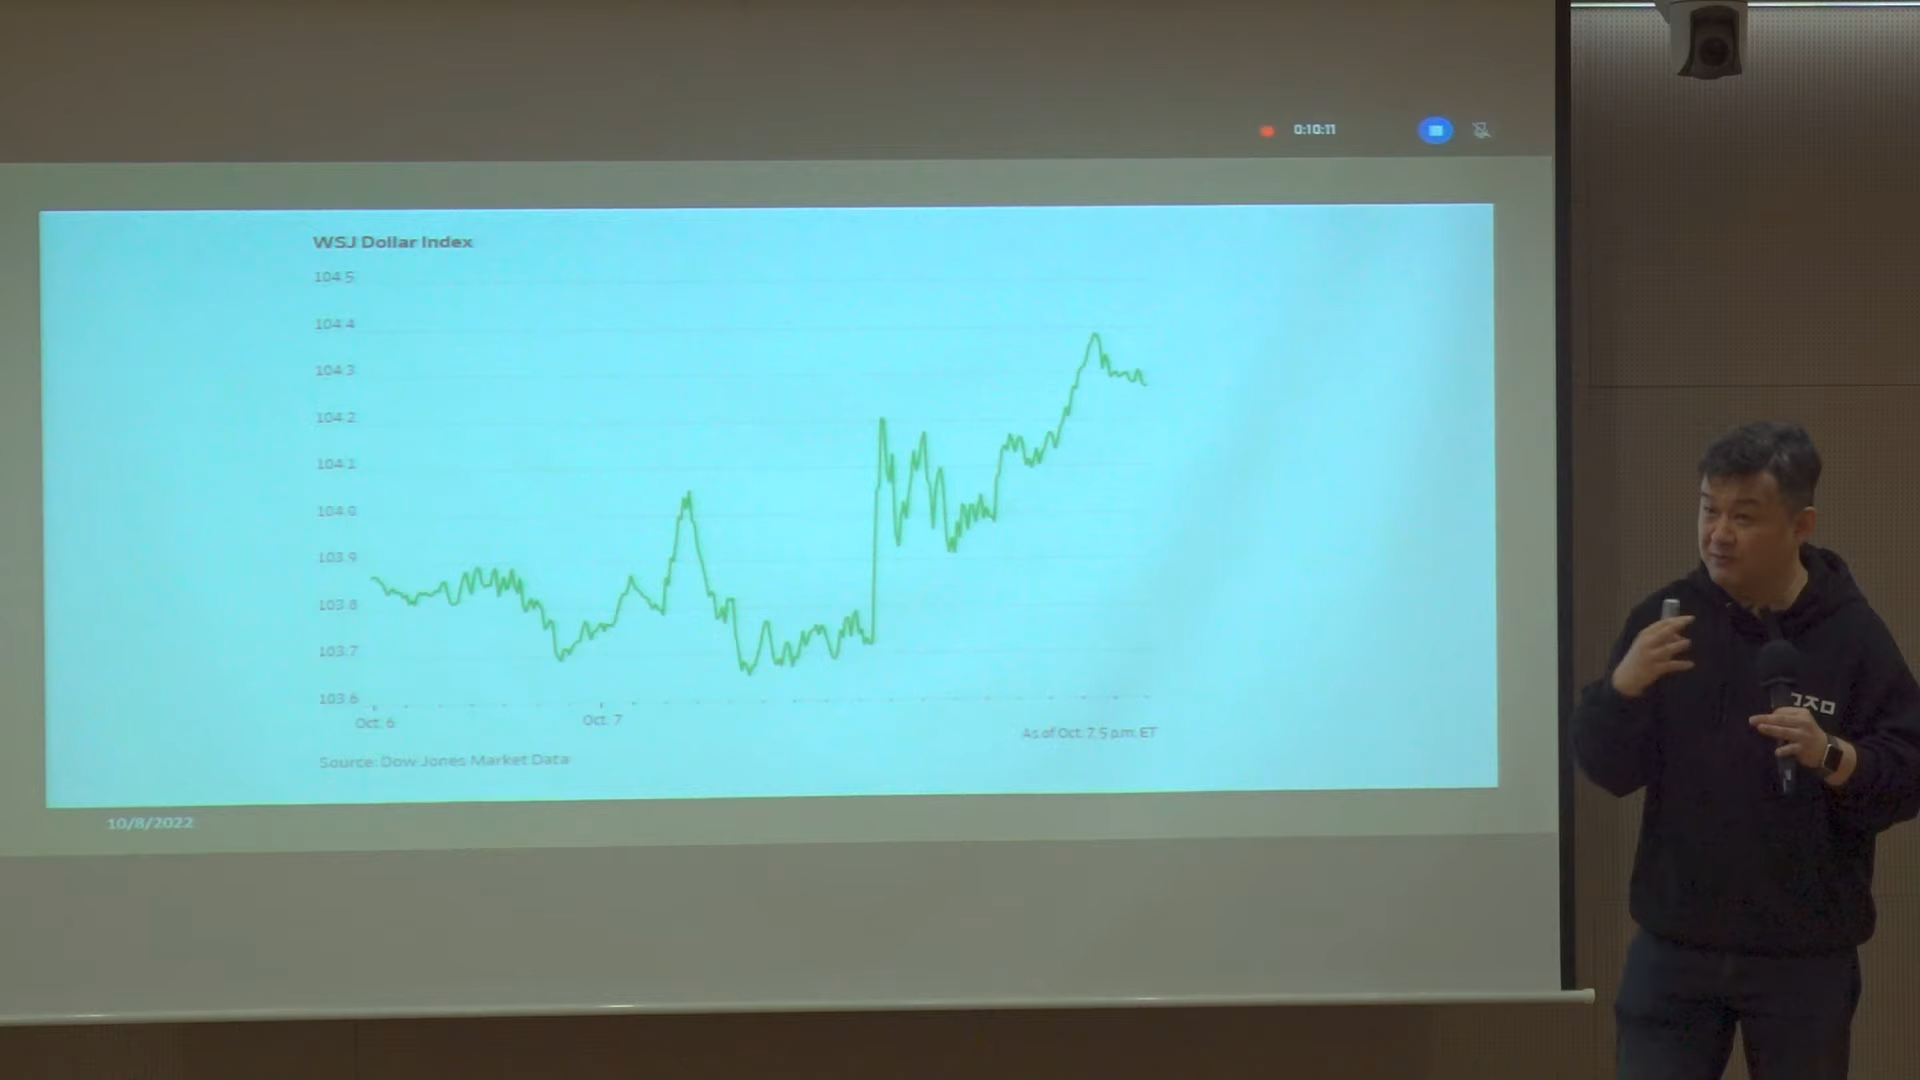 0:10:11
WSJ Dollar Index
104.5
104.4
104.3
104.2
104.1
104.0
103.9
103.8
103.7
103.6
Oct. 6
Oct. 7
As of Oct. 7, 5 p.m. ET
Source: Dow Jones Market Data
10/8/2022